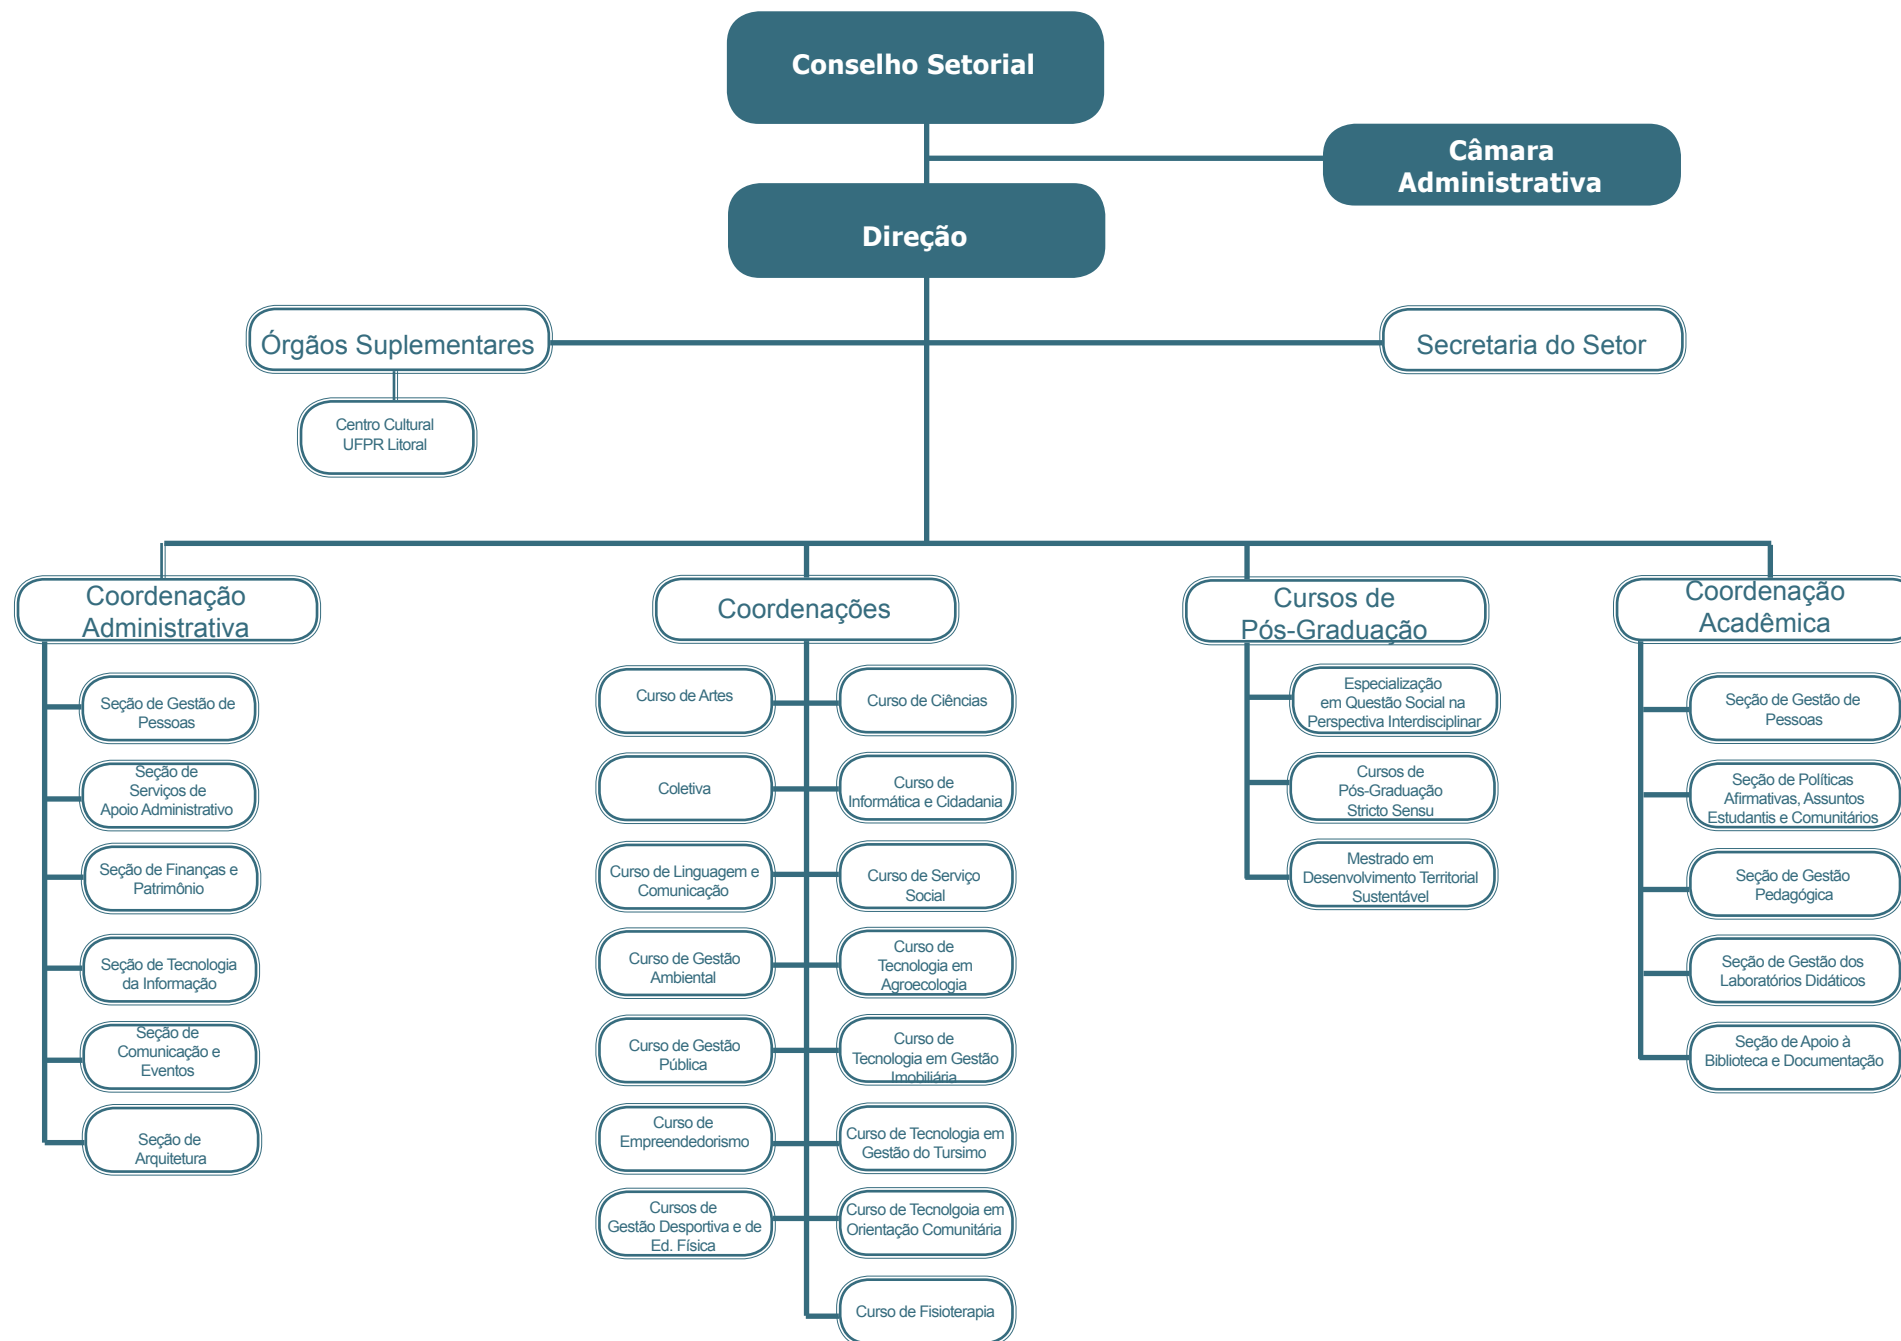 Conselho Setorial
Câmara
Administrativa
Direção
Órgãos Suplementares
Secretaria do Setor
Centro Cultural
UFPR Litoral
Coordenação
Administrativa
Seção de Gestão de
Pessoas
Seção de
Serviços de
Apoio Administrativo
Seção de Finanças e
Patrimônio
Seção de Tecnologia
da Informação
Seção de
Comunicação e
Eventos
Seção de
Arquitetura
Coordenações
Curso de Artes
Curso de Ciências
Coletiva
Curso de
Informática e Cidadania
Curso de Linguagem e
Comunicação
Curso de Serviço
Social
Curso de Gestão
Ambiental
Curso de
Tecnologia em
Agroecologia
Curso de Gestão
Pública
Curso de
Tecnologia em Gestão
Imobiliária
Curso de
Empreendedorismo
Curso de Tecnologia em
Gestão do Tursimo
Cursos de
Gestão Desportiva e de
Ed. Física
Curso de Tecnolgoia em
Orientação Comunitária
Curso de Fisioterapia
Cursos de
Pós-Graduação
Especialização
em Questão Social na
Perspectiva Interdisciplinar
Cursos de
Pós-Graduação
Stricto Sensu
Mestrado em
Desenvolvimento Territorial
Sustentável
Coordenação
Acadêmica
Seção de Gestão de
Pessoas
Seção de Políticas
Afirmativas, Assuntos
Estudantis e Comunitários
Seção de Gestão
Pedagógica
Seção de Gestão dos
Laboratórios Didáticos
Seção de Apoio à
Biblioteca e Documentação